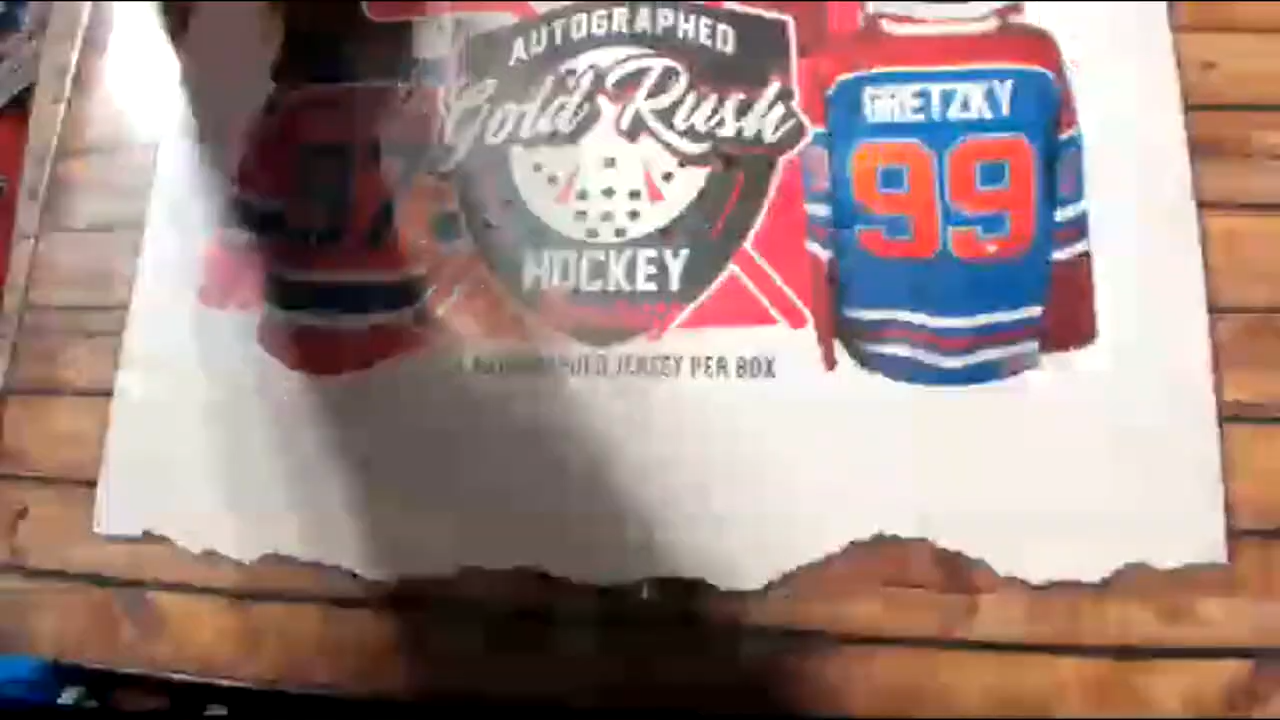 AUTOGRAPHED
Gold Rush
HOCKEY
GRETZKY
99
JERSEY PER BOX